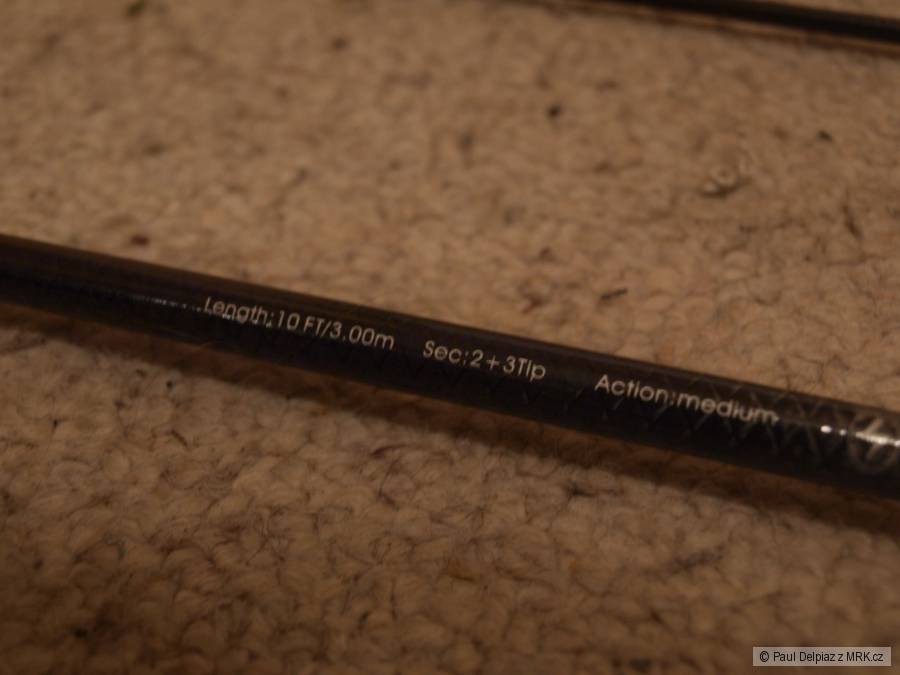 Length:10 FT/3.00m Sec:2+3Tip Action:medium
© Paul Delpiaz z MRK.cz